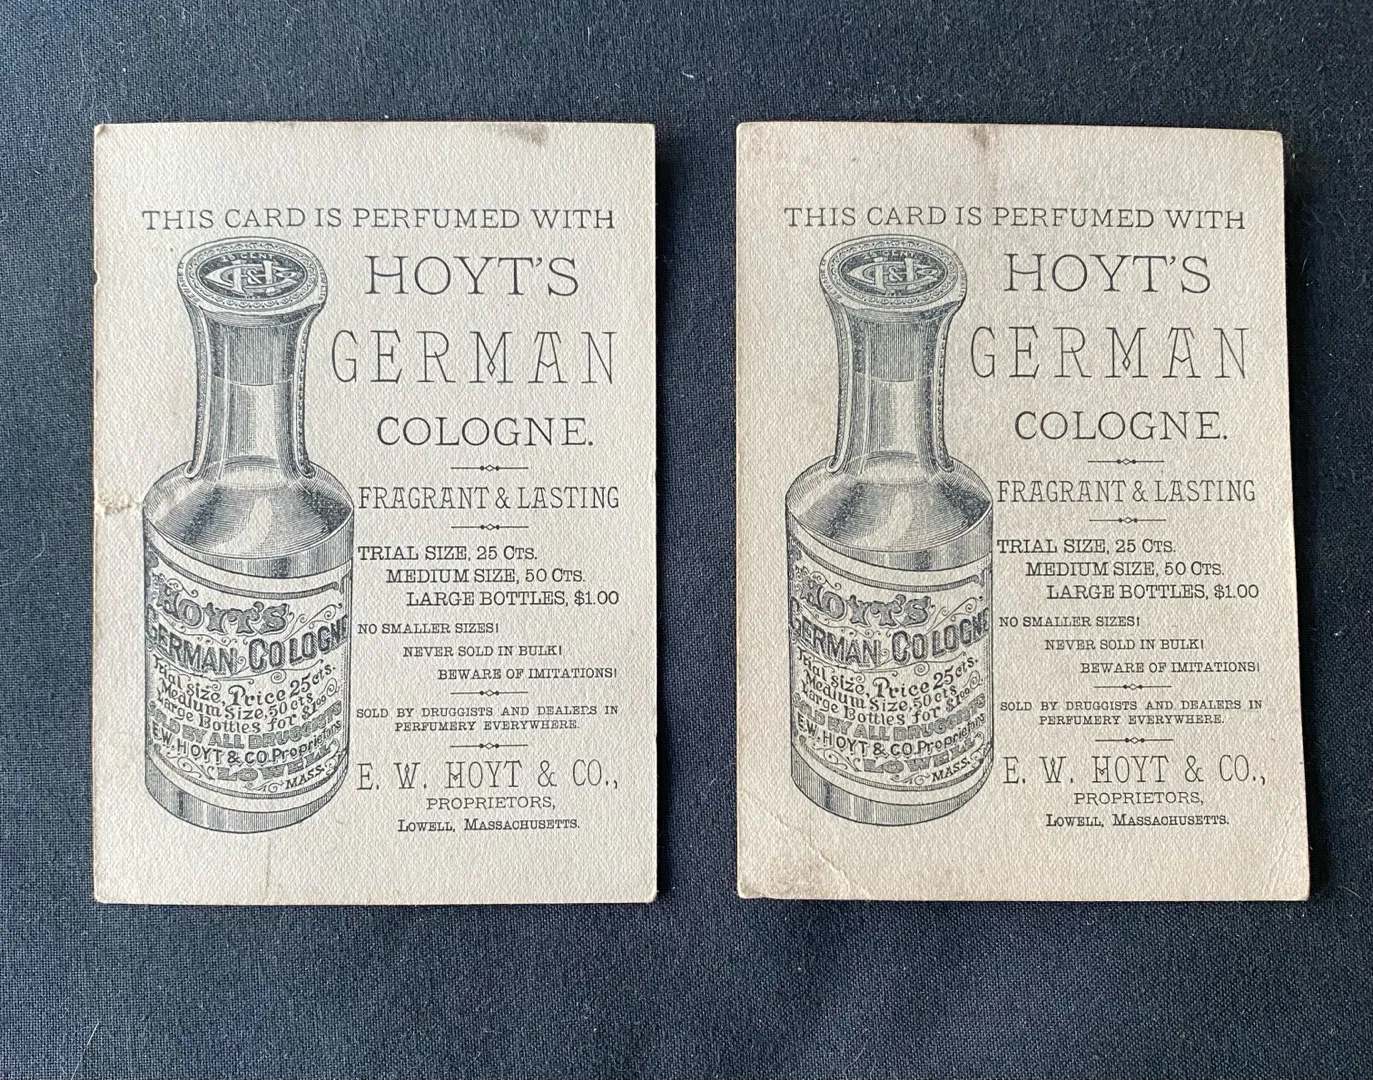 THIS CARD IS PERFUMED WITH
HOYT'S
GERMAN
COLOGNE.
FRAGRANT & LASTING
TRIAL SIZE, 25 CTS.
MEDIUM SIZE, 50 CTS.
LARGE BOTTLES, $1.00
NO SMALLER SIZES!
NEVER SOLD IN BULK!
BEWARE OF IMITATIONS!
SOLD BY DRUGGISTS AND DEALERS IN
PERFUMERY EVERYWHERE.
E. W. HOYT & CO.,
PROPRIETORS,
LOWELL, MASSACHUSETTS.
HOYT'S
GERMAN COLOGNE
Trial size, Price 25 cts.
Medium Size, 50 cts.
Large Bottles for $1.00
SOLD BY ALL DRUGGISTS
E.W. HOYT & CO. Proprietors
LOWELL
MASS.
THIS CARD IS PERFUMED WITH
HOYT'S
GERMAN
COLOGNE.
FRAGRANT & LASTING
TRIAL SIZE, 25 CTS.
MEDIUM SIZE, 50 CTS.
LARGE BOTTLES, $1.00
NO SMALLER SIZES!
NEVER SOLD IN BULK!
BEWARE OF IMITATIONS!
SOLD BY DRUGGISTS AND DEALERS IN
PERFUMERY EVERYWHERE.
E. W. HOYT & CO.,
PROPRIETORS,
LOWELL, MASSACHUSETTS.
HOYT'S
GERMAN COLOGNE
Trial size, Price 25 cts.
Medium Size, 50 cts.
Large Bottles for $1.00
SOLD BY ALL DRUGGISTS
E.W. HOYT & CO. Proprietors
LOWELL
MASS.